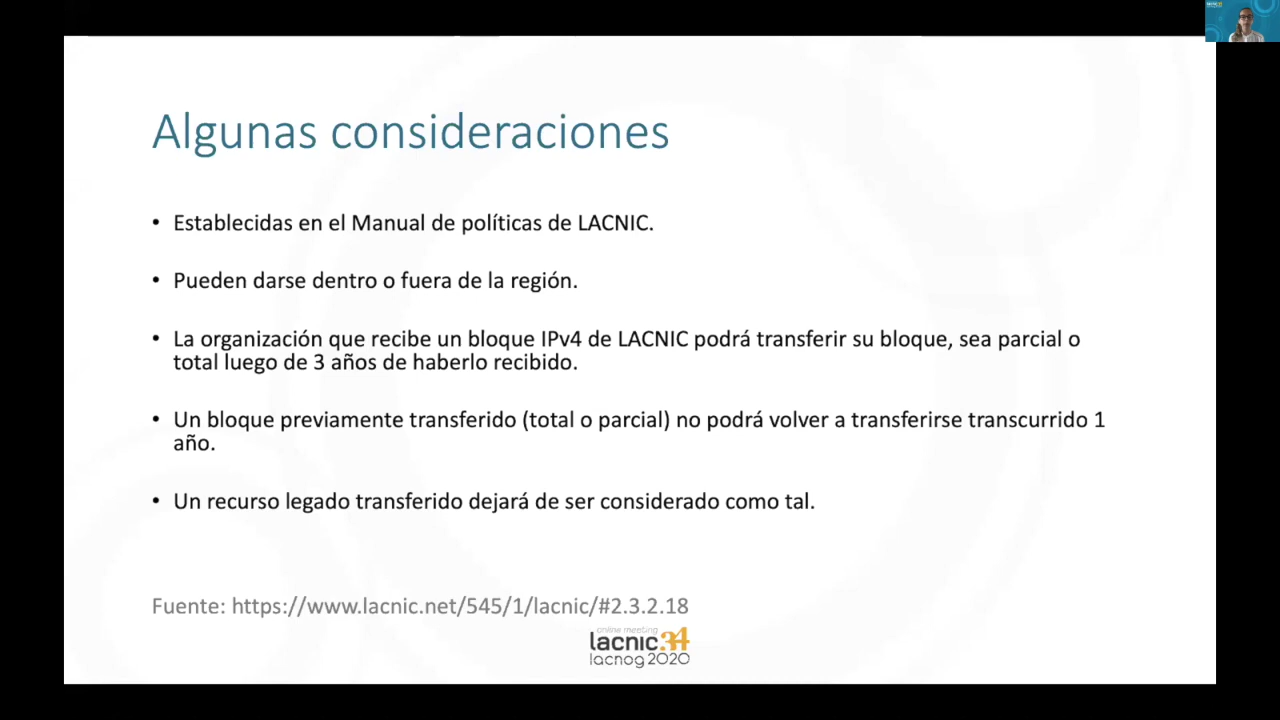 Algunas consideraciones
• Establecidas en el Manual de políticas de LACNIC.
• Pueden darse dentro o fuera de la región.
• La organización que recibe un bloque IPv4 de LACNIC podrá transferir su bloque, sea parcial o
total luego de 3 años de haberlo recibido.
• Un bloque previamente transferido (total o parcial) no podrá volver a transferirse transcurrido 1
año.
• Un recurso legado transferido dejará de ser considerado como tal.
Fuente: https://www.lacnic.net/545/1/lacnic/#2.3.2.18
online meeting
lacnic34
lacnog 2020